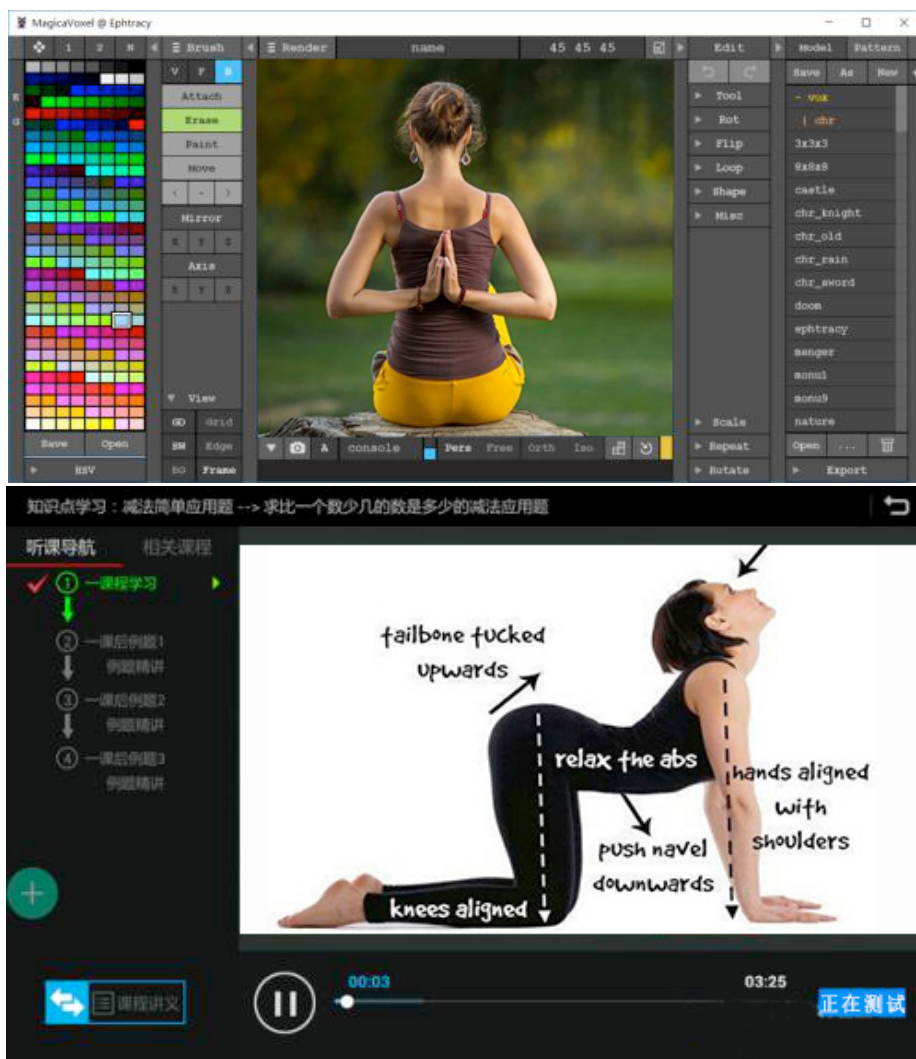 MagicaVoxel @ Ephtracy
1 2 N Brush Render name 45 45 45 Edit Model Pattern
V F B
Save As New
Attach
Tool
- vox
Erase
Rot
| chr
Paint
Flip
3x3x3
Move
Loop
8x8x8
< - >
Shape
castle
Mirror
Misc
chr_knight
X Y Z
chr_old
Axis
chr_rain
X Y Z
chr_sword
doom
ephtracy
menger
monu1
View
monu9
GD Grid
Scale
nature
Save Open
SW Edge
console Pers Free Orth Iso
Repeat
Open ...
HSV
BG Frame
Rotate
Export
知识点学习：减法简单应用题 --> 求比一个数少几的数是多少的减法应用题
听课导航 相关课程
1 一课程学习
2 一课后例题1
例题精讲
3 一课后例题2
例题精讲
4 一课后例题3
例题精讲
tailbone tucked
upwards
relax the abs
hands aligned
with
shoulders
push navel
downwards
knees aligned
00:03 03:25
课程讲义
正在测试